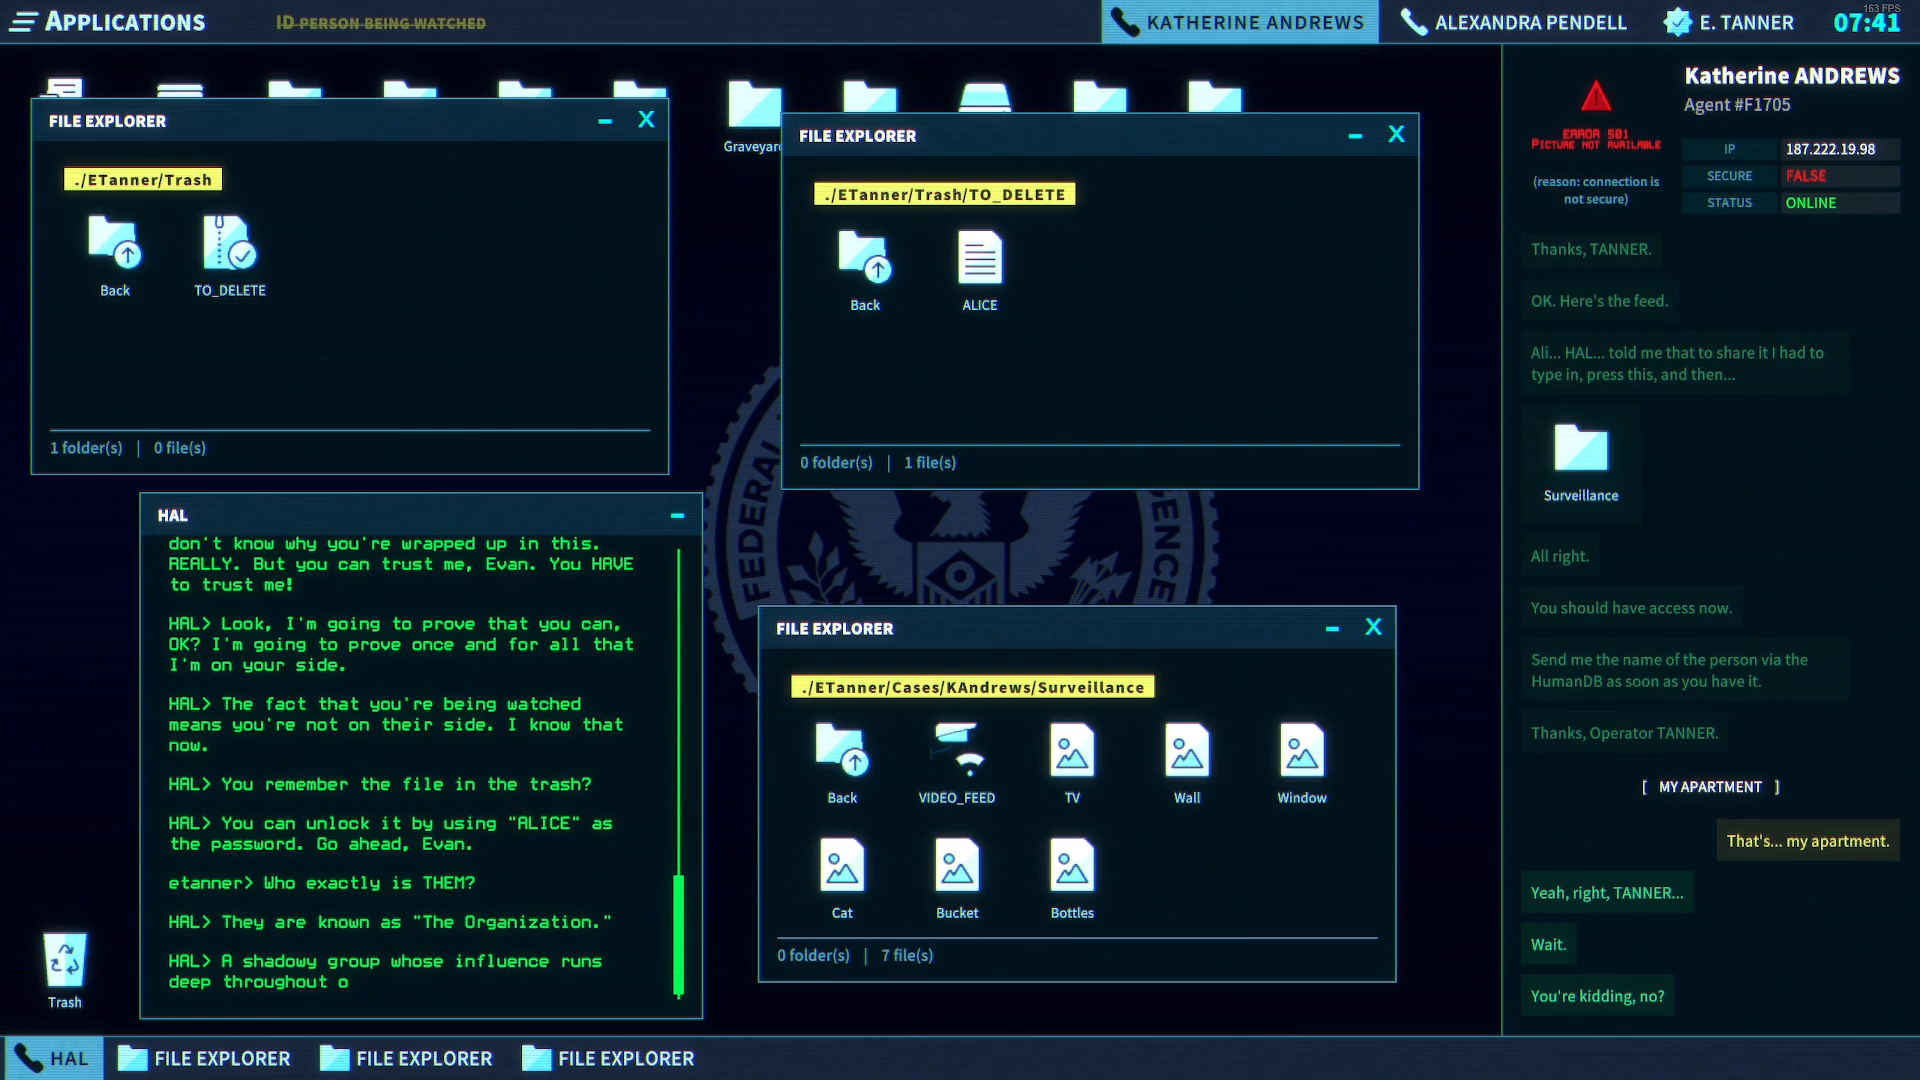 APPLICATIONS
ID PERSON BEING WATCHED
KATHERINE ANDREWS
ALEXANDRA PENDELL
E. TANNER
163 FPS
07:41
Graveyard
FILE EXPLORER
./ETanner/Trash
Back
TO_DELETE
1 folder(s) | 0 file(s)
FILE EXPLORER
./ETanner/Trash/TO_DELETE
Back
ALICE
0 folder(s) | 1 file(s)
HAL
don't know why you're wrapped up in this.
REALLY. But you can trust me, Evan. You HAVE
to trust me!
HAL> Look, I'm going to prove that you can,
OK? I'm going to prove once and for all that
I'm on your side.
HAL> The fact that you're being watched
means you're not on their side. I know that
now.
HAL> You remember the file in the trash?
HAL> You can unlock it by using "ALICE" as
the password. Go ahead, Evan.
etanner> Who exactly is THEM?
HAL> They are known as "The Organization."
HAL> A shadowy group whose influence runs
deep throughout o
FEDERAL
ENCE
FILE EXPLORER
./ETanner/Cases/KAndrews/Surveillance
Back
VIDEO_FEED
TV
Wall
Window
Cat
Bucket
Bottles
0 folder(s) | 7 file(s)
Trash
Katherine ANDREWS
Agent #F1705
ERROR 501
PICTURE NOT AVAILABLE
(reason: connection is
not secure)
IP
187.222.19.98
SECURE
FALSE
STATUS
ONLINE
Thanks, TANNER.
OK. Here's the feed.
Ali... HAL... told me that to share it I had to
type in, press this, and then...
Surveillance
All right.
You should have access now.
Send me the name of the person via the
HumanDB as soon as you have it.
Thanks, Operator TANNER.
[ MY APARTMENT ]
That's... my apartment.
Yeah, right, TANNER...
Wait.
You're kidding, no?
HAL
FILE EXPLORER
FILE EXPLORER
FILE EXPLORER